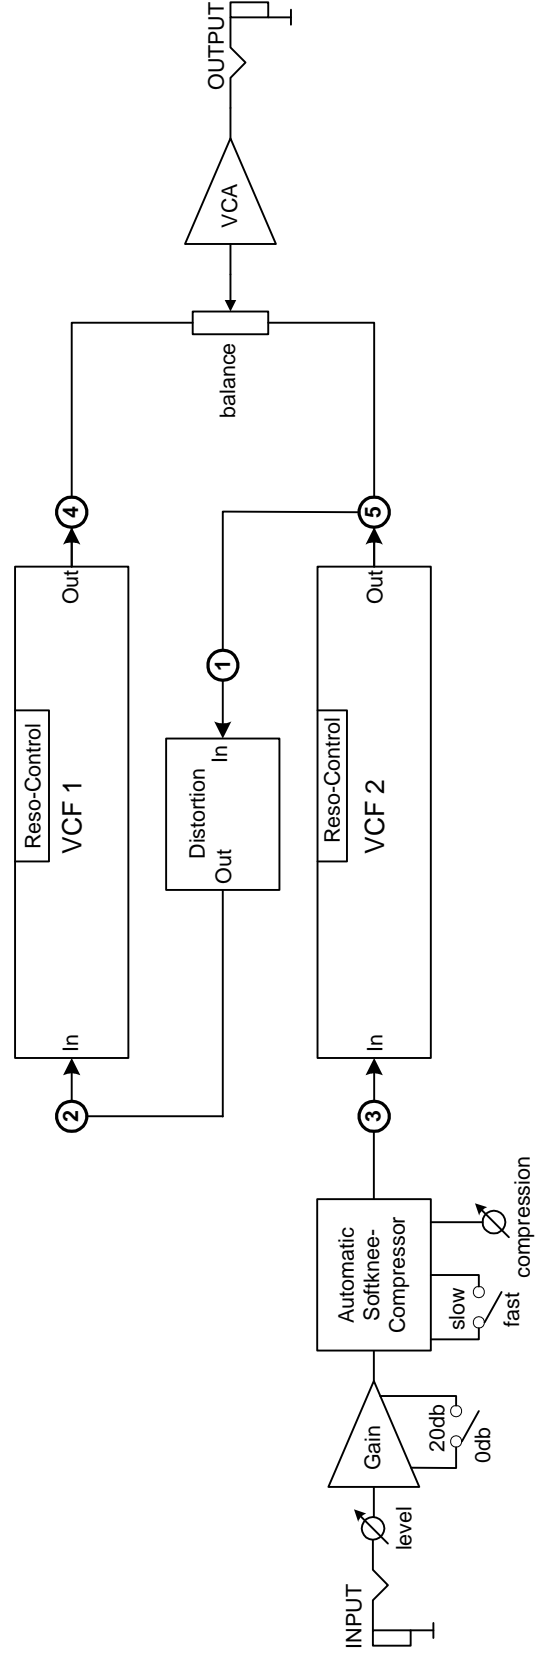 INPUT
level
Gain
20db
0db
Automatic
Softknee-
Compressor
slow
fast
compression
3
In
Reso-Control
VCF 2
Out
5
1
In
Distortion
Out
2
In
Reso-Control
VCF 1
Out
4
balance
VCA
OUTPUT